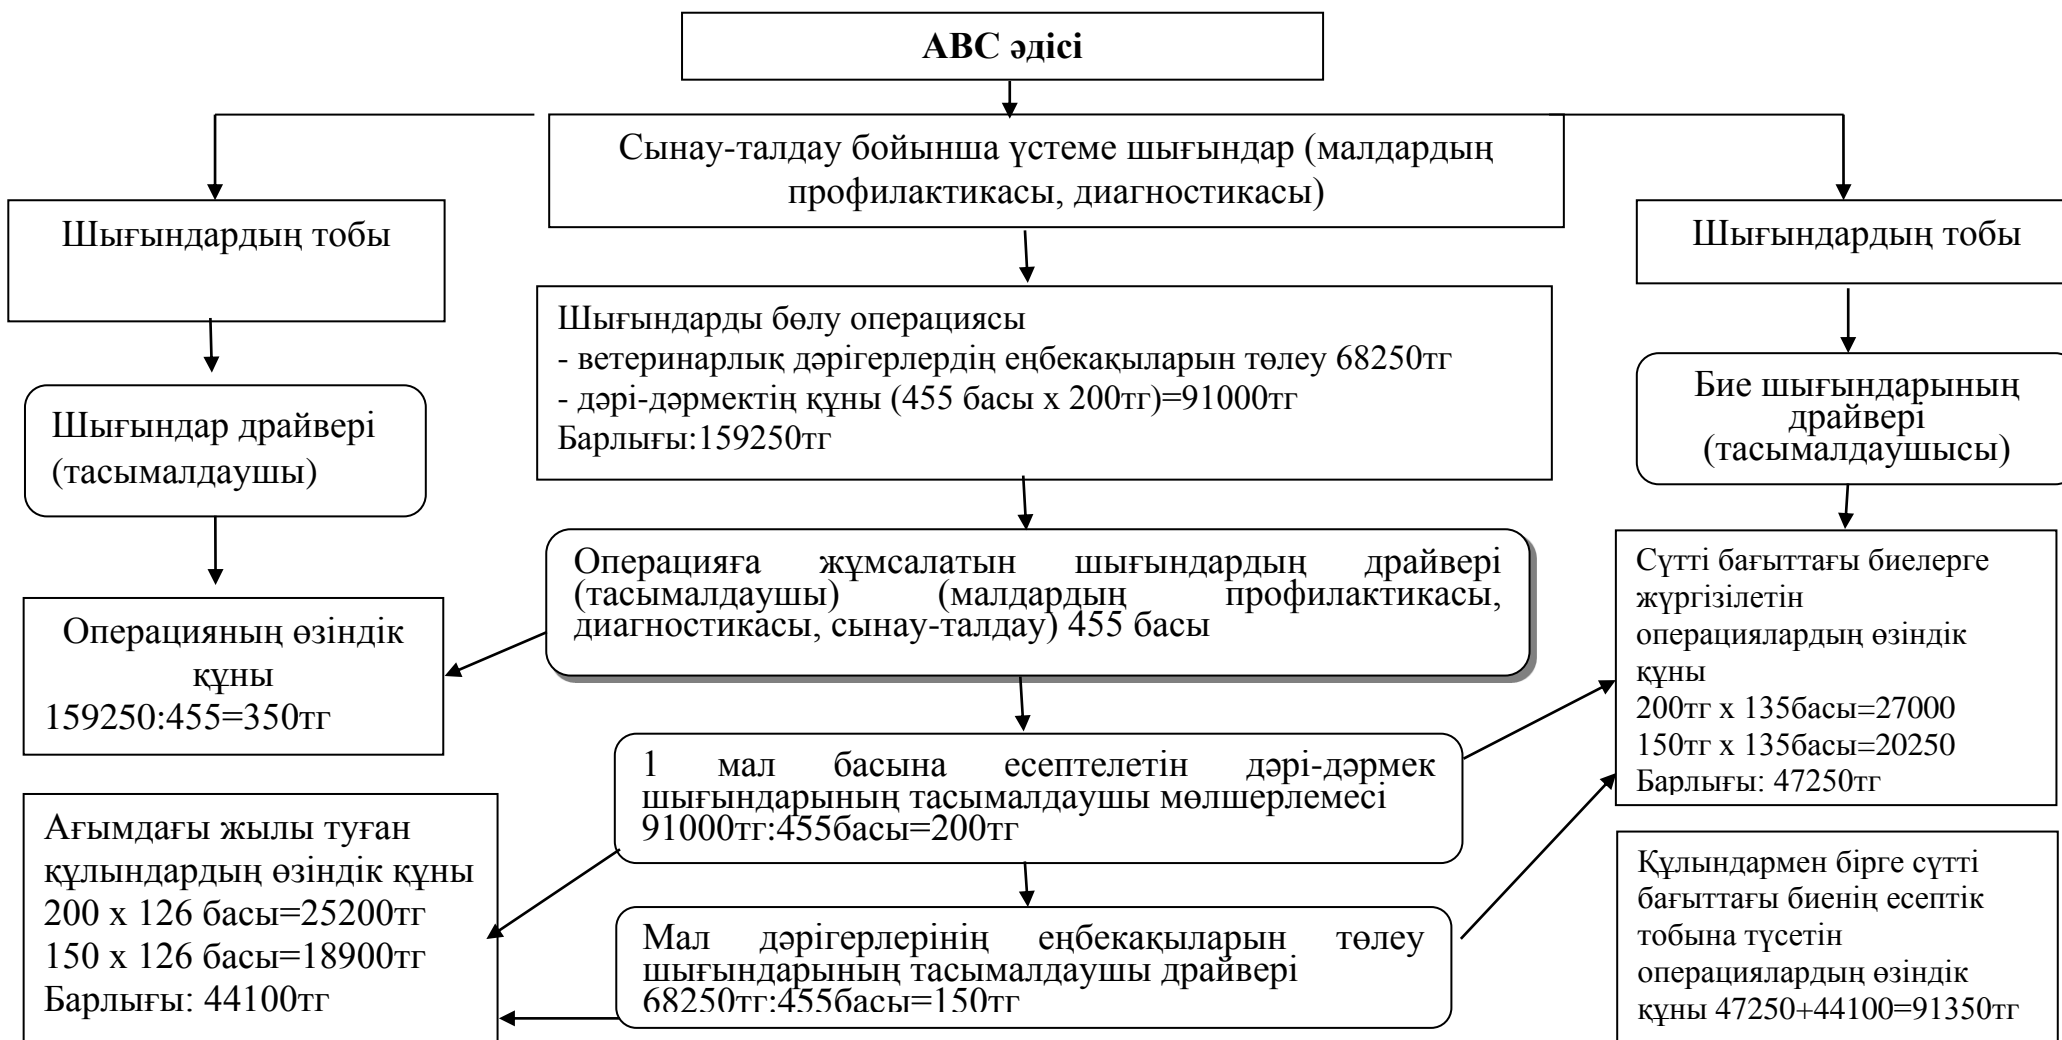 АВС әдісі
Сынау-талдау бойынша үстеме шығындар (малдардың
профилактикасы, диагностикасы)
Шығындардың тобы
Шығындардың тобы
Шығындарды бөлу операциясы
- ветеринарлық дәрігерлердің еңбекақыларын төлеу 68250тг
- дәрі-дәрмектің құны (455 басы х 200тг)=91000тг
Барлығы:159250тг
Шығындар драйвері
(тасымалдаушы)
Бие шығындарының
драйвері
(тасымалдаушысы)
Операцияға жұмсалатын шығындардың драйвері
(тасымалдаушы) (малдардың профилактикасы,
диагностикасы, сынау-талдау) 455 басы
Операцияның өзіндік
құны
159250:455=350тг
Сүтті бағыттағы биелерге
жүргізілетін
операциялардың өзіндік
құны
200тг х 135басы=27000
150тг х 135басы=20250
Барлығы: 47250тг
1 мал басына есептелетін дәрі-дәрмек
шығындарының тасымалдаушы мөлшерлемесі
91000тг:455басы=200тг
Ағымдағы жылы туған
құлындардың өзіндік құны
200 х 126 басы=25200тг
150 х 126 басы=18900тг
Барлығы: 44100тг
Мал дәрігерлерінің еңбекақыларын төлеу
шығындарының тасымалдаушы драйвері
68250тг:455басы=150тг
Құлындармен бірге сүтті
бағыттағы биенің есептік
тобына түсетін
операциялардың өзіндік
құны 47250+44100=91350тг